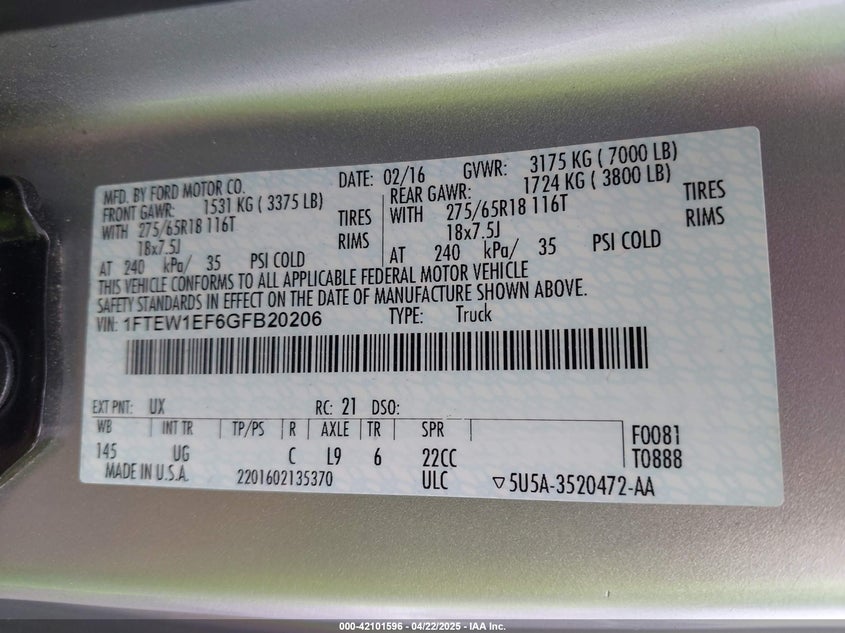 MFD. BY FORD MOTOR CO. DATE: 02/16 GVWR: 3175 KG ( 7000 LB)
FRONT GAWR: 1531 KG ( 3375 LB) REAR GAWR: 1724 KG ( 3800 LB)
WITH 275/65R18 116T TIRES WITH 275/65R18 116T TIRES
18x7.5J RIMS 18x7.5J RIMS
AT 240 kPa/ 35 PSI COLD AT 240 kPa/ 35 PSI COLD
THIS VEHICLE CONFORMS TO ALL APPLICABLE FEDERAL MOTOR VEHICLE
SAFETY STANDARDS IN EFFECT ON THE DATE OF MANUFACTURE SHOWN ABOVE.
VIN: 1FTEW1EF6GFB20206 TYPE: Truck
EXT PNT: UX RC: 21 DSO:
WB INT TR TP/PS R AXLE TR SPR F0081
145 UG C L9 6 22CC T0888
MADE IN U.S.A. 2201602135370 ULC ▽5U5A-3520472-AA
000-42101596 - 04/22/2025 - IAA Inc.